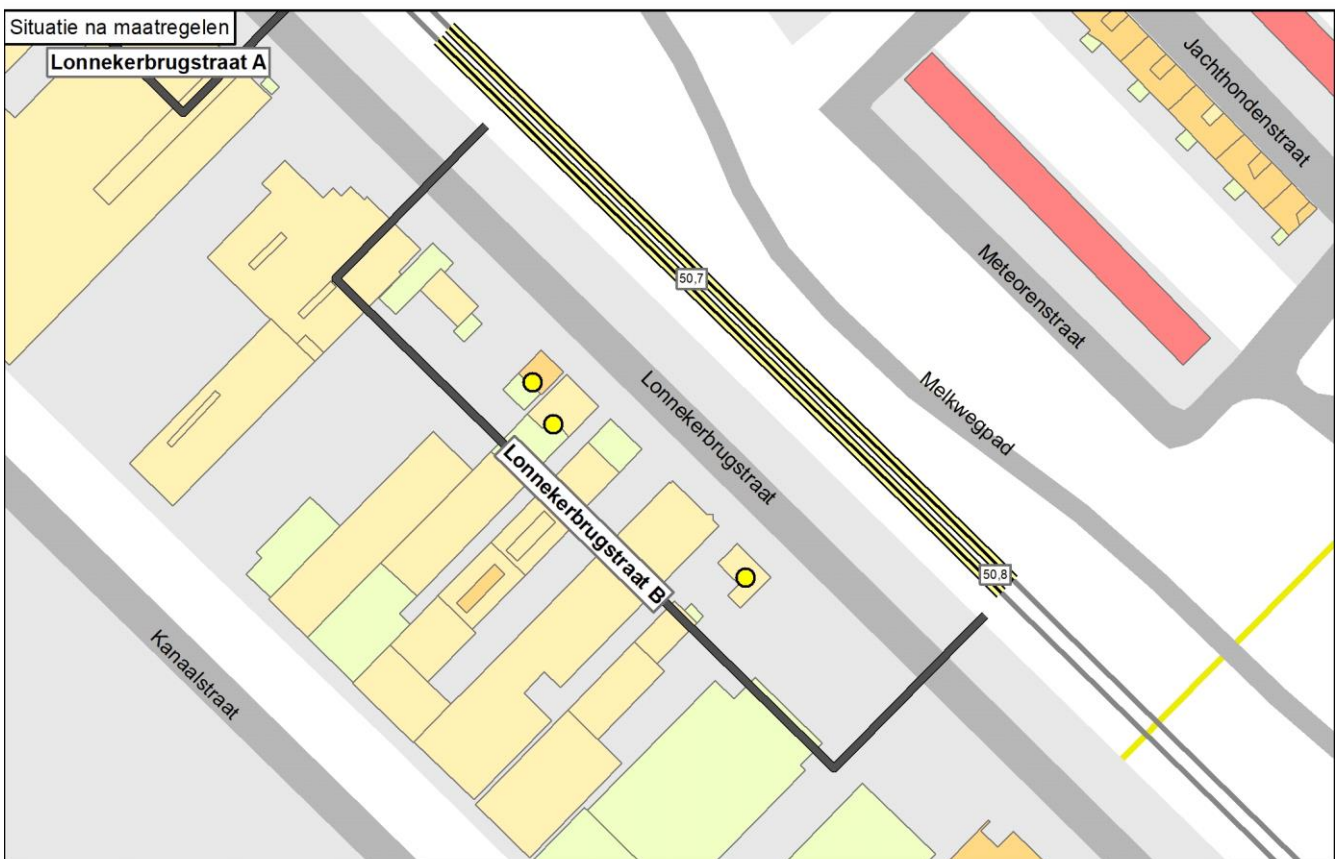 Situatie na maatregelen
Lonnekerbrugstraat A
Jachthondenstraat
50,7
Meteorenstraat
Melkwegpad
Lonnekerbrugstraat
Lonnekerbrugstraat B
50,8
Kanaalstraat